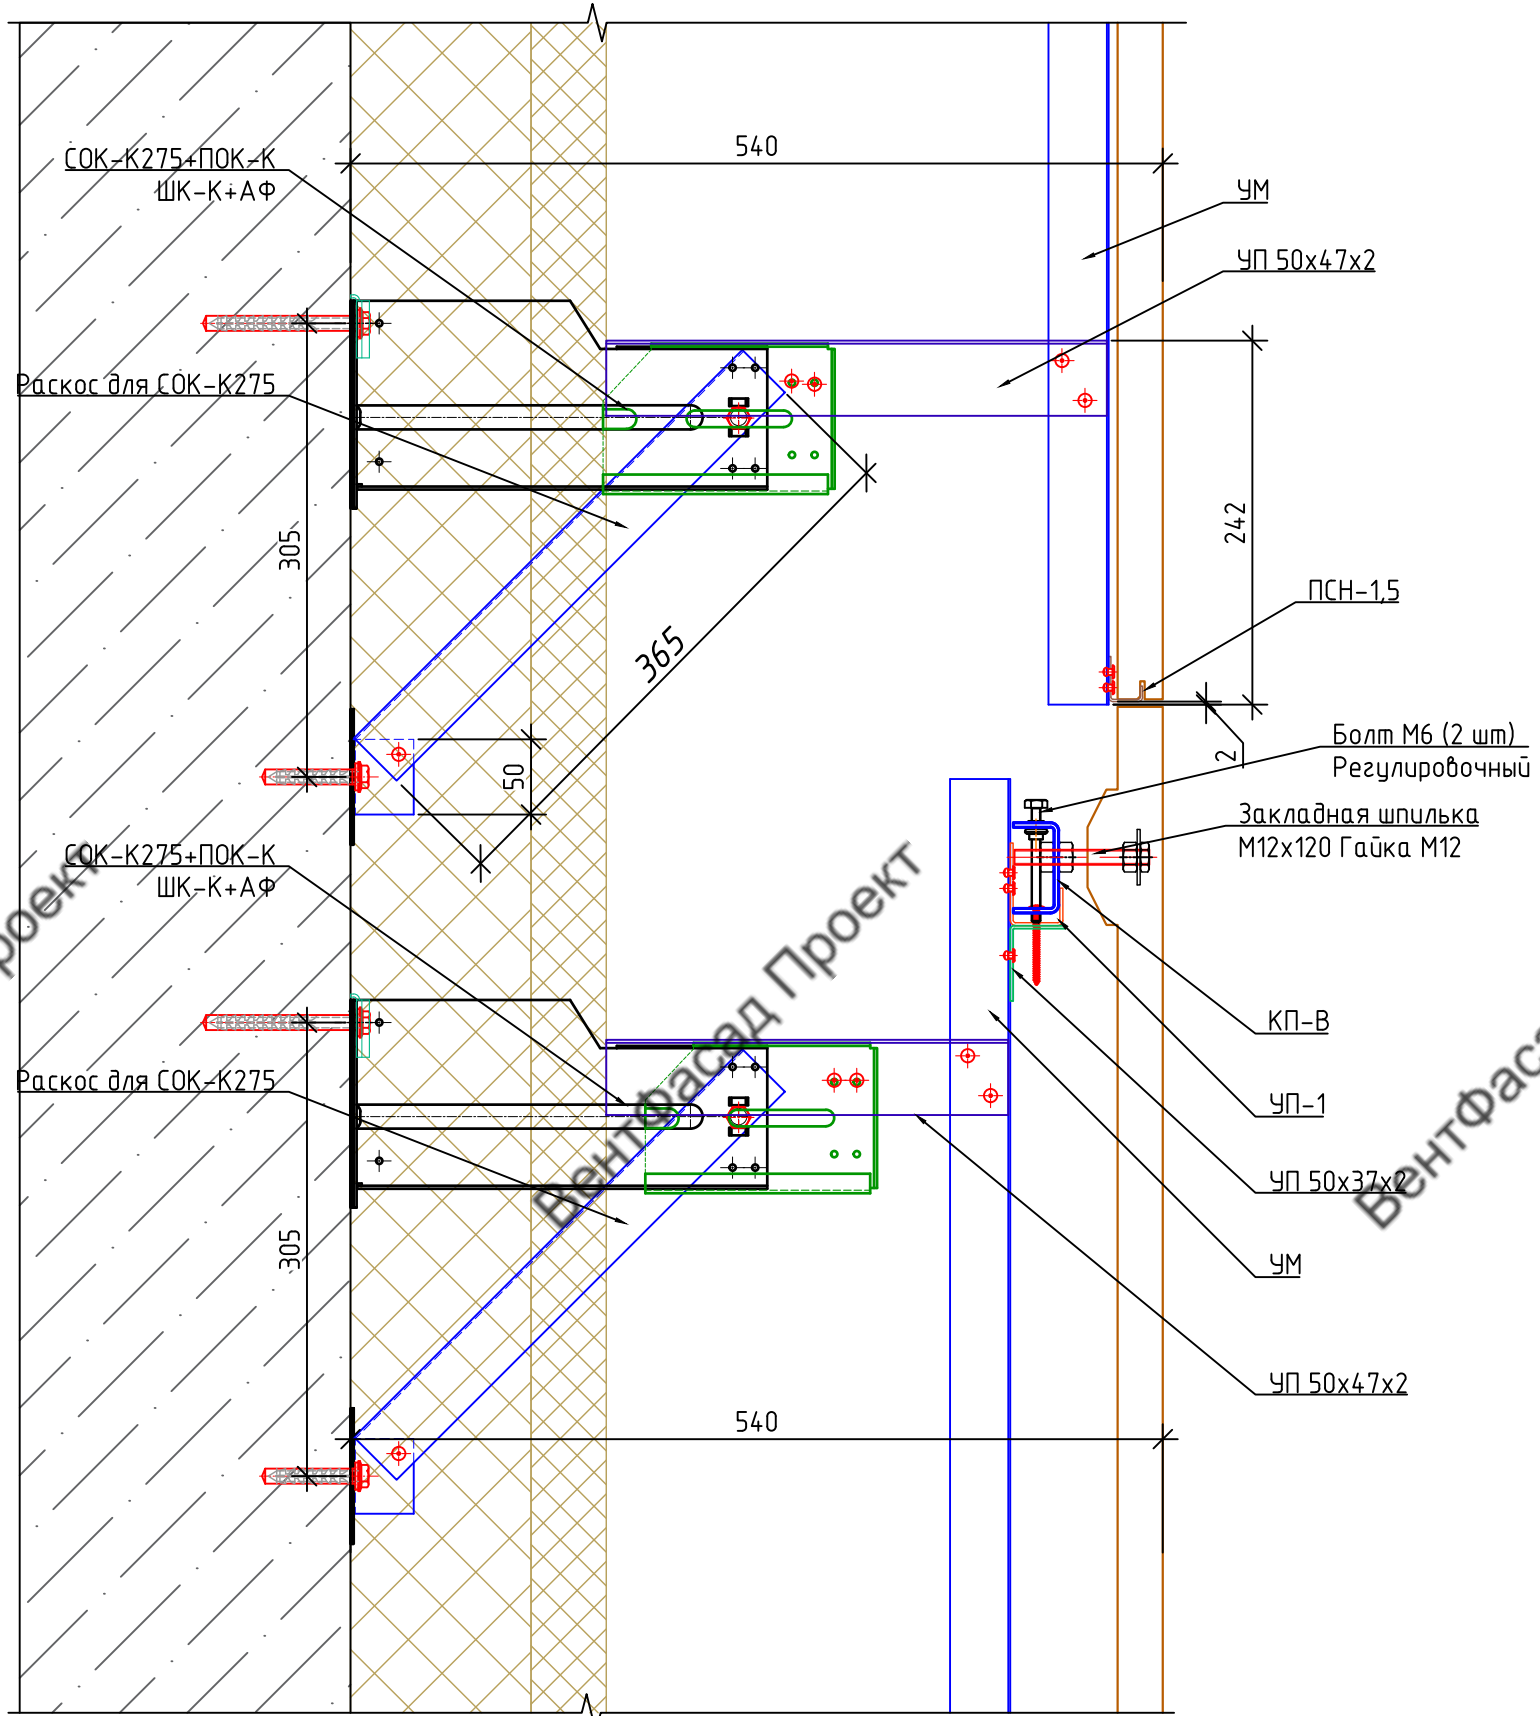 540
СОК-К275+ПОК-К
ШК-К+АФ
УМ
УП 50х47х2
Раскос для СОК-К275
305
242
365
ПСН-1,5
2
50
Болт М6 (2 шт)
Регулировочный
Закладная шпилька
М12х120 Гайка М12
СОК-К275+ПОК-К
ШК-К+АФ
КП-В
Раскос для СОК-К275
УП-1
УП 50х37х2
305
УМ
УП 50х47х2
540
роект
ВентФасад Проект
ВентФаса